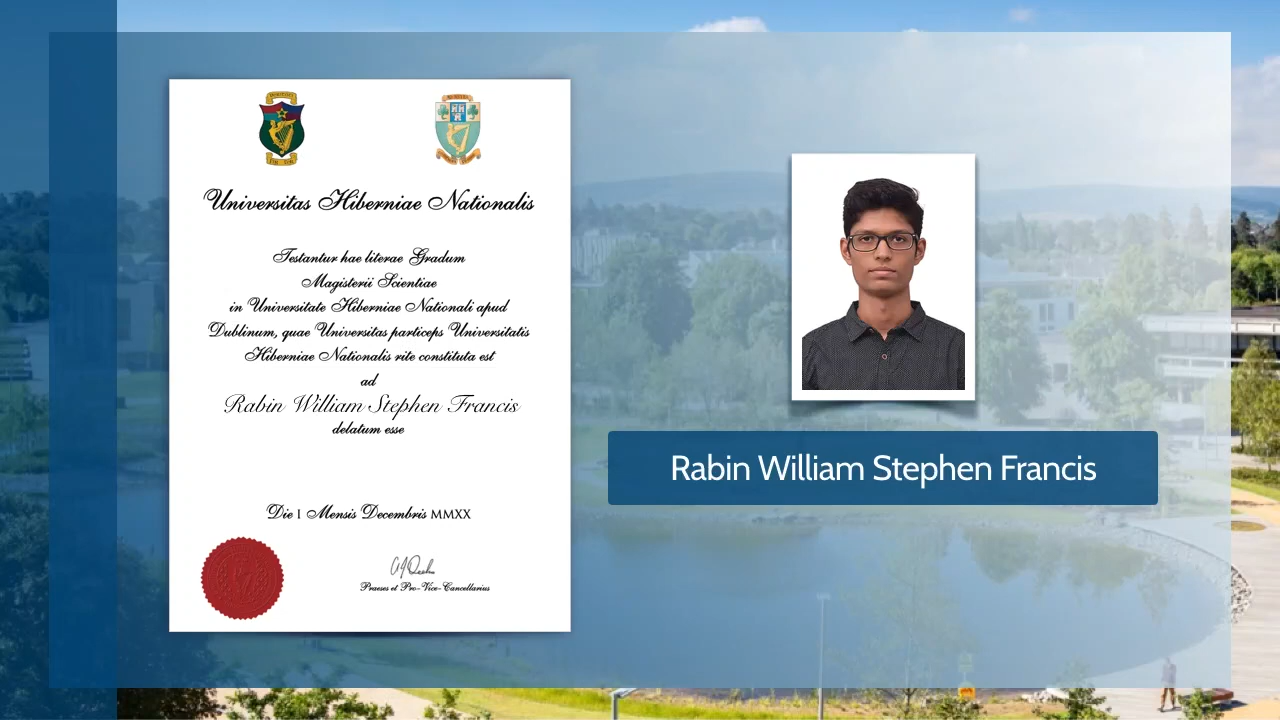 Universitas Hiberniae Nationalis
Testantur hae literae Gradum
Magisterii Scientiae
in Universitate Hiberniae Nationali apud
Dublinum, quae Universitas particeps Universitatis
Hiberniae Nationalis rite constituta est
ad
Rabin William Stephen Francis
delatum esse
Die 1 Mensis Decembris MMXX
Praeses et Pro-Vice-Cancellarius
Rabin William Stephen Francis